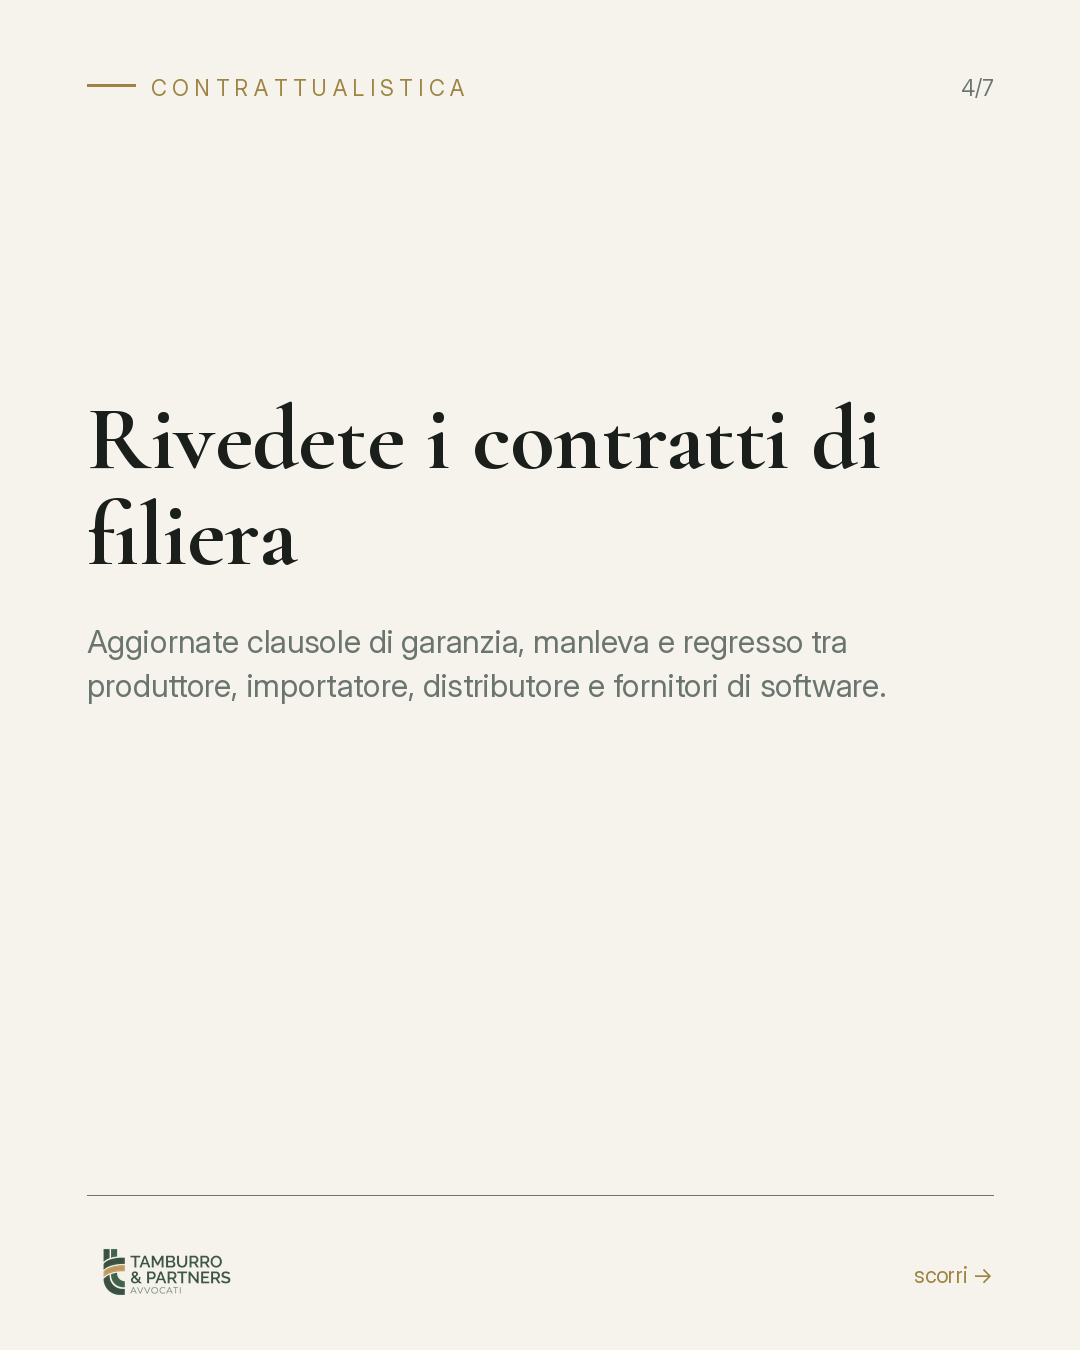 CONTRATTUALISTICA
4/7
Rivedete i contratti di
filiera
Aggiornate clausole di garanzia, manleva e regresso tra
produttore, importatore, distributore e fornitori di software.
TAMBURRO
& PARTNERS
AVVOCATI
scorri →